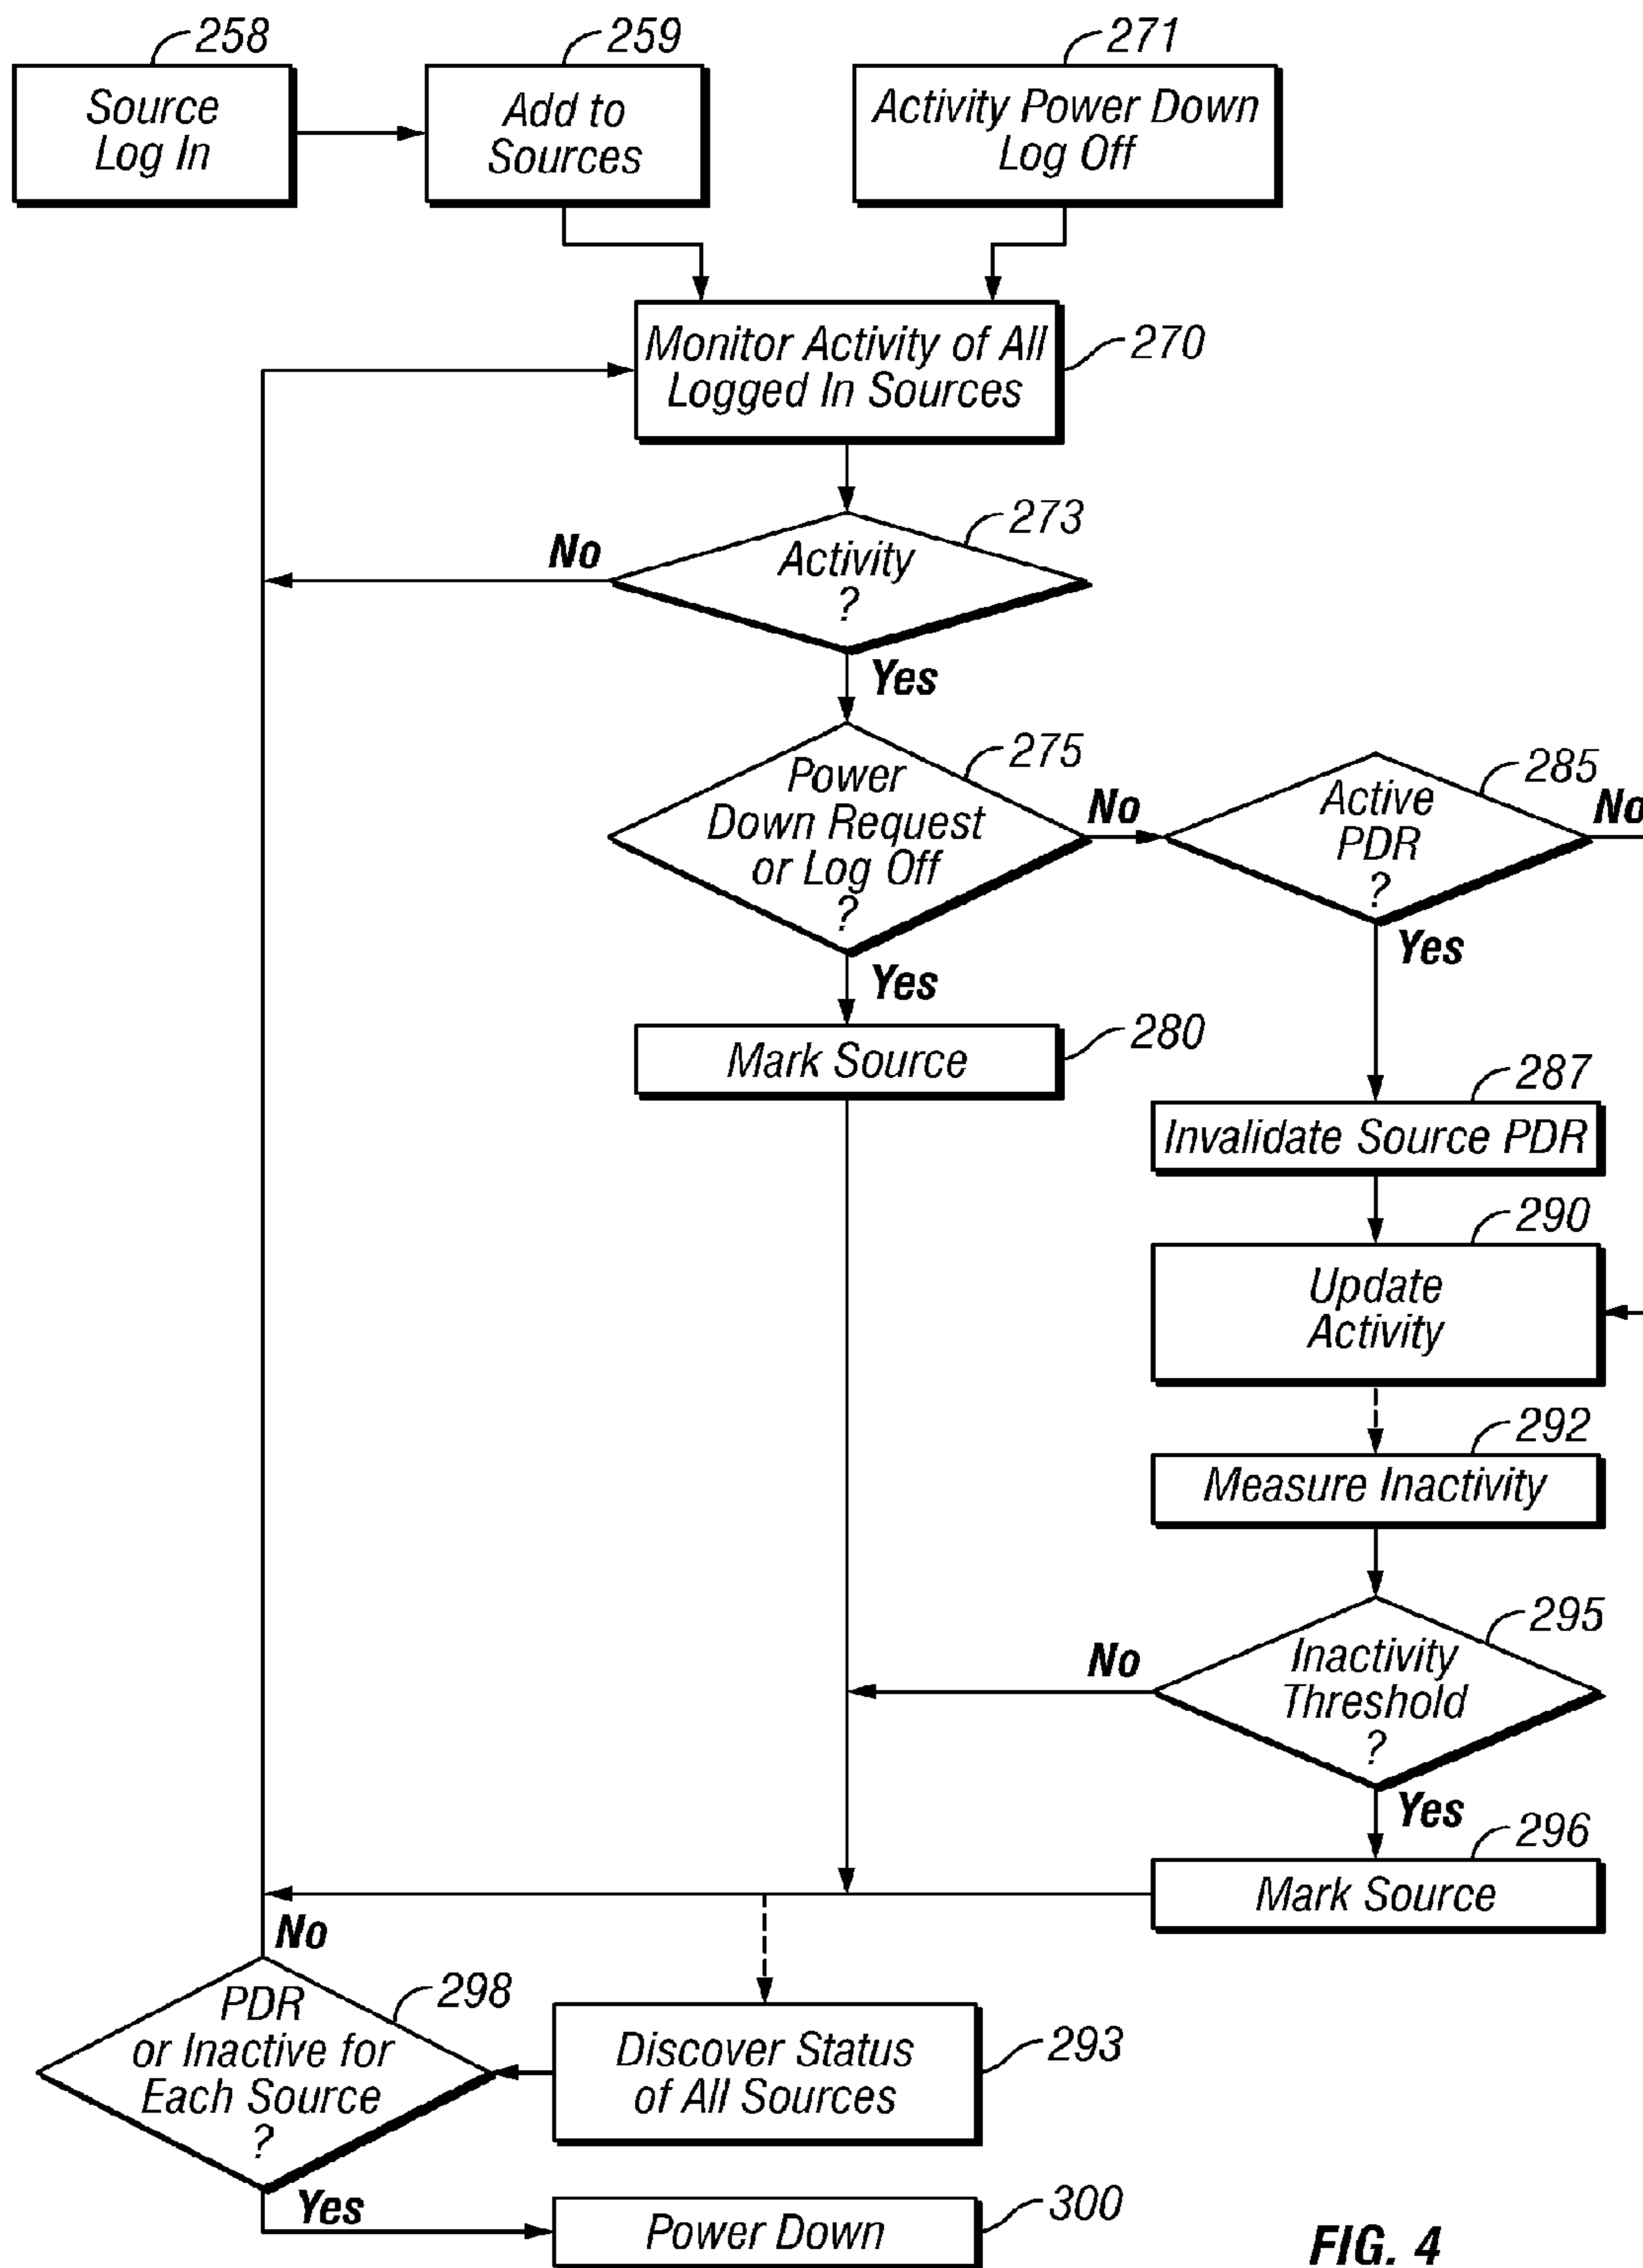 258
259
271
Source
Log In
Add to
Sources
Activity Power Down
Log Off
Monitor Activity of All
Logged In Sources
270
273
No
Activity
?
Yes
275
Power
Down Request
or Log Off
?
No
285
Active
PDR
?
No
Yes
Yes
280
Mark Source
287
Invalidate Source PDR
290
Update
Activity
292
Measure Inactivity
295
No
Inactivity
Threshold
?
Yes
296
Mark Source
No
298
PDR
or Inactive for
Each Source
?
Discover Status
of All Sources
293
Yes
Power Down
300
FIG. 4